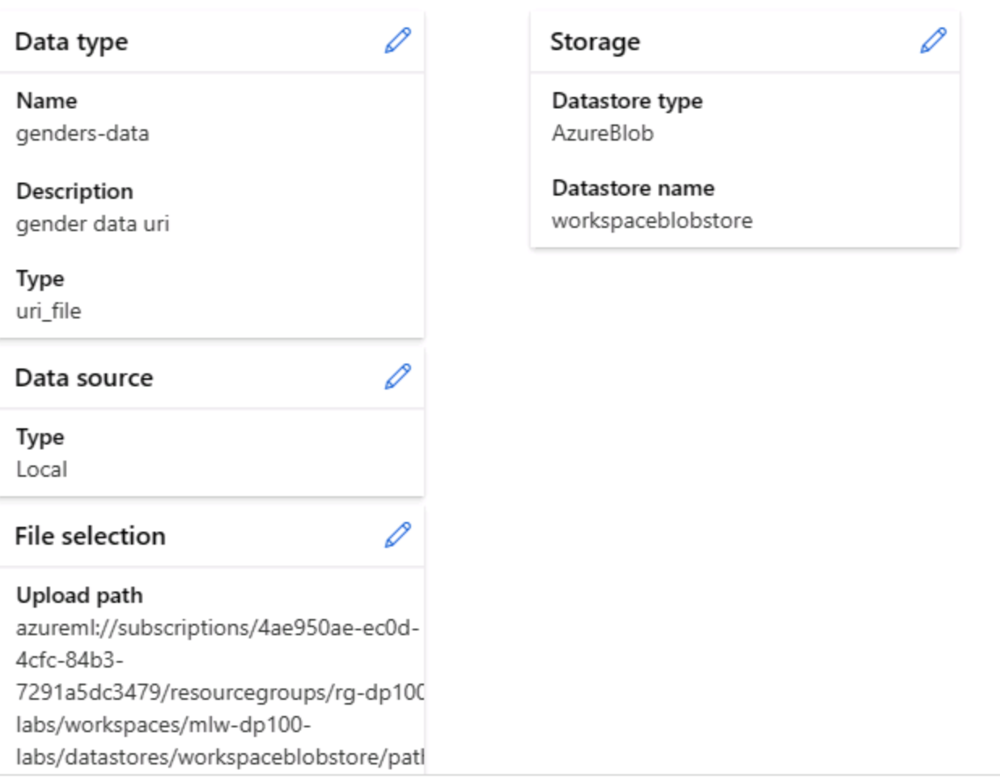 Data type
Name
genders-data
Description
gender data uri
Type
uri_file
Data source
Type
Local
File selection
Upload path
azureml://subscriptions/4ae950ae-ec0d-
4cfc-84b3-
7291a5dc3479/resourcegroups/rg-dp100
labs/workspaces/mlw-dp100-
labs/datastores/workspaceblobstore/path
Storage
Datastore type
AzureBlob
Datastore name
workspaceblobstore